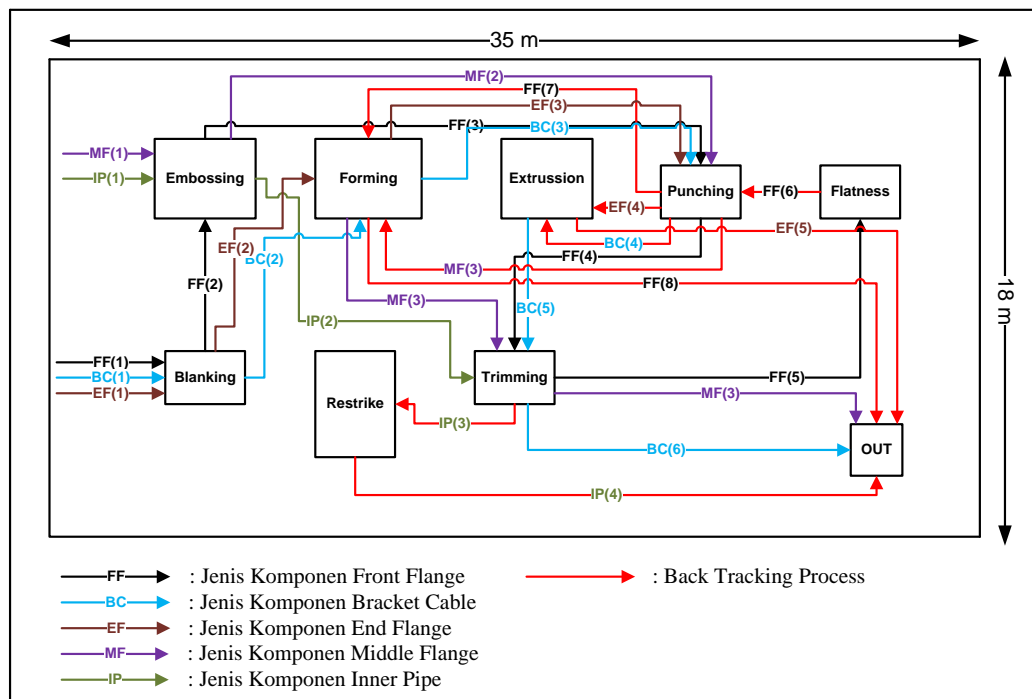 35 m
18 m
MF(2)
FF(7)
EF(3)
FF(3)
BC(3)
MF(1)
IP(1)
Embossing
Forming
Extrussion
Punching
FF(6)
Flatness
EF(4)
EF(5)
EF(2)
BC(2)
BC(4)
FF(4)
MF(3)
FF(2)
FF(8)
MF(3)
BC(5)
IP(2)
FF(1)
BC(1)
EF(1)
Blanking
Trimming
FF(5)
Restrike
MF(3)
IP(3)
BC(6)
OUT
IP(4)
FF : Jenis Komponen Front Flange
: Back Tracking Process
BC : Jenis Komponen Bracket Cable
EF : Jenis Komponen End Flange
MF : Jenis Komponen Middle Flange
IP : Jenis Komponen Inner Pipe